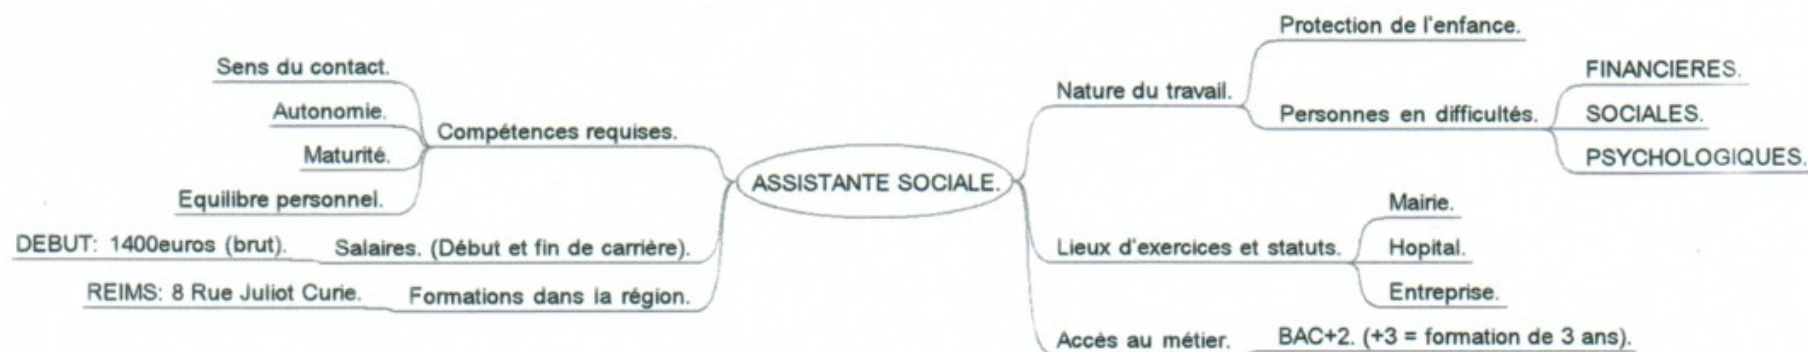 ASSISTANTE SOCIALE.
Compétences requises.
Sens du contact.
Autonomie.
Maturité.
Equilibre personnel.
Salaires. (Début et fin de carrière).
DEBUT: 1400euros (brut).
Formations dans la région.
REIMS: 8 Rue Juliot Curie.
Nature du travail.
Protection de l'enfance.
Personnes en difficultés.
FINANCIERES.
SOCIALES.
PSYCHOLOGIQUES.
Lieux d'exercices et statuts.
Mairie.
Hopital.
Entreprise.
Accès au métier.
BAC+2. (+3 = formation de 3 ans).